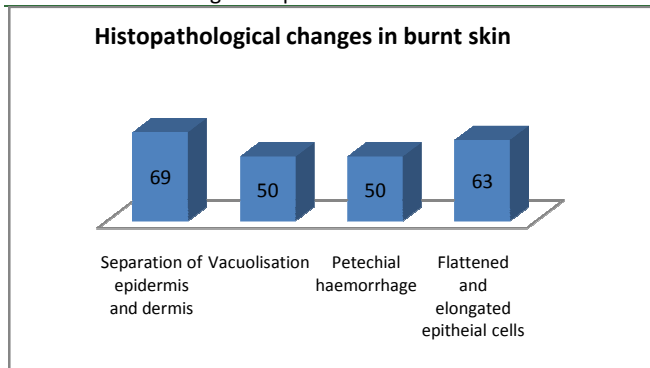 Histopathological changes in burnt skin
69
50
50
63
Separation of
epidermis
and dermis
Vacuolisation
Petechial
haemorrhage
Flattened
and
elongated
epitheial cells